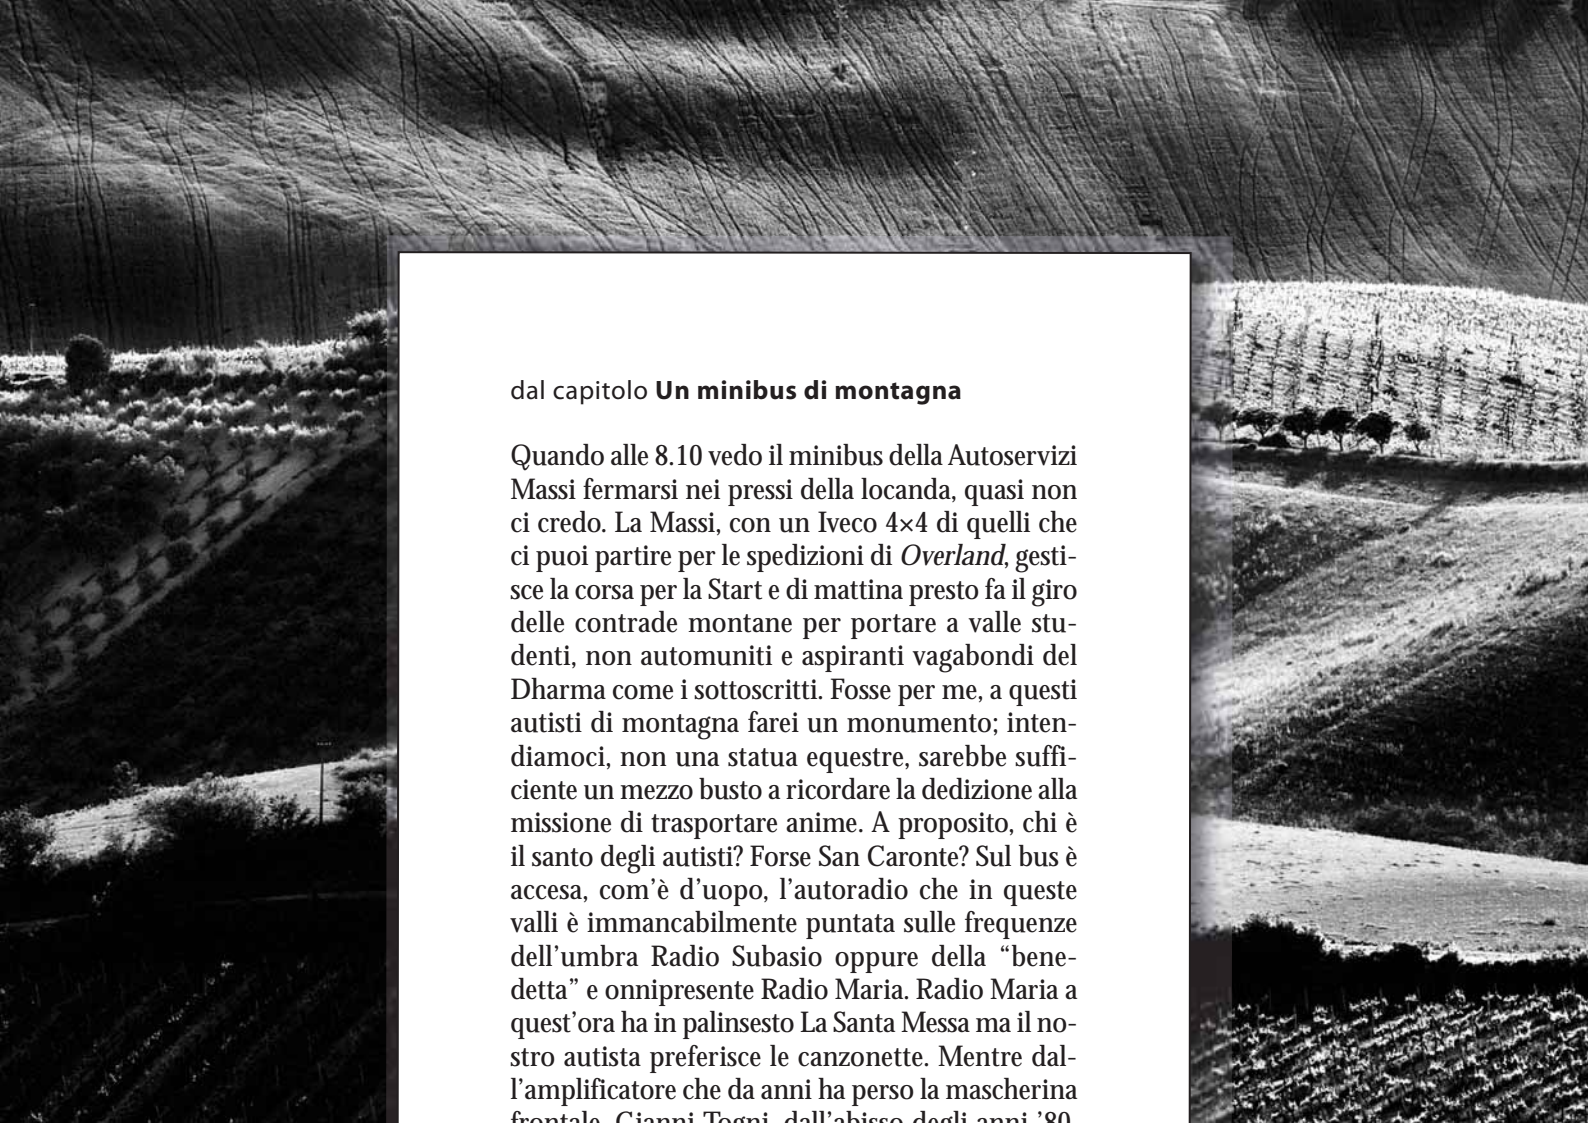 dal capitolo Un minibus di montagna
Quando alle 8.10 vedo il minibus della Autoservizi
Massi fermarsi nei pressi della locanda, quasi non
ci credo. La Massi, con un Iveco 4×4 di quelli che
ci puoi partire per le spedizioni di Overland, gesti-
sce la corsa per la Start e di mattina presto fa il giro
delle contrade montane per portare a valle stu-
denti, non automuniti e aspiranti vagabondi del
Dharma come i sottoscritti. Fosse per me, a questi
autisti di montagna farei un monumento; inten-
diamoci, non una statua equestre, sarebbe suffi-
ciente un mezzo busto a ricordare la dedizione alla
missione di trasportare anime. A proposito, chi è
il santo degli autisti? Forse San Caronte? Sul bus è
accesa, com’è d’uopo, l’autoradio che in queste
valli è immancabilmente puntata sulle frequenze
dell’umbra Radio Subasio oppure della “bene-
detta” e onnipresente Radio Maria. Radio Maria a
quest’ora ha in palinsesto La Santa Messa ma il no-
stro autista preferisce le canzonette. Mentre dal-
l’amplificatore che da anni ha perso la mascherina
frontale, Gianni Togni, dall’abisso degli anni ’80,